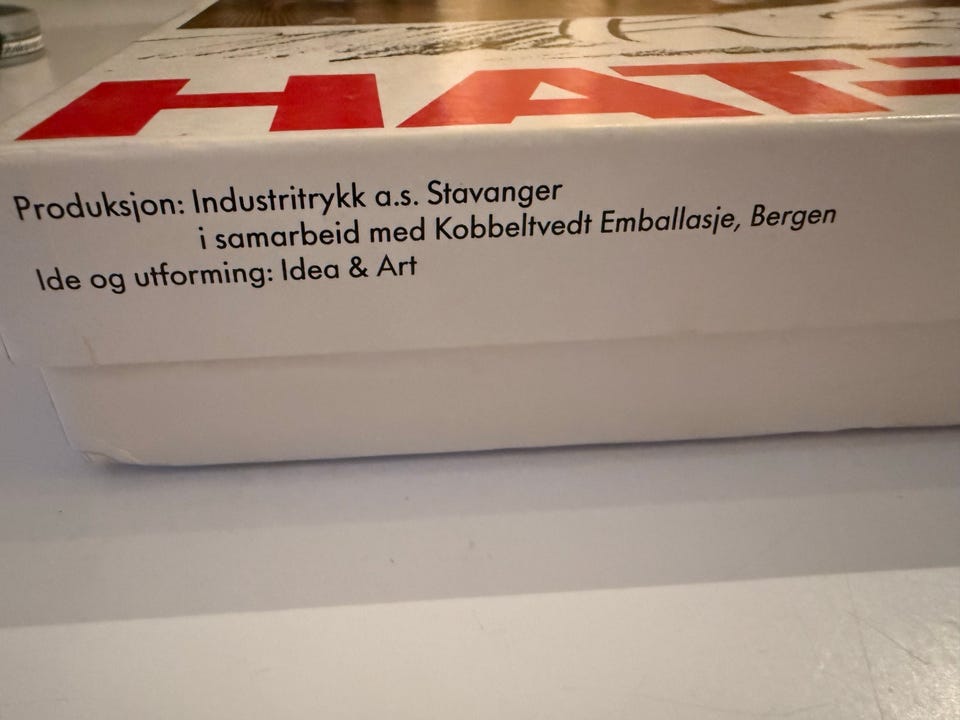 HAT
Produksjon: Industritrykk a.s. Stavanger
i samarbeid med Kobbeltvedt Emballasje, Bergen
Ide og utforming: Idea & Art